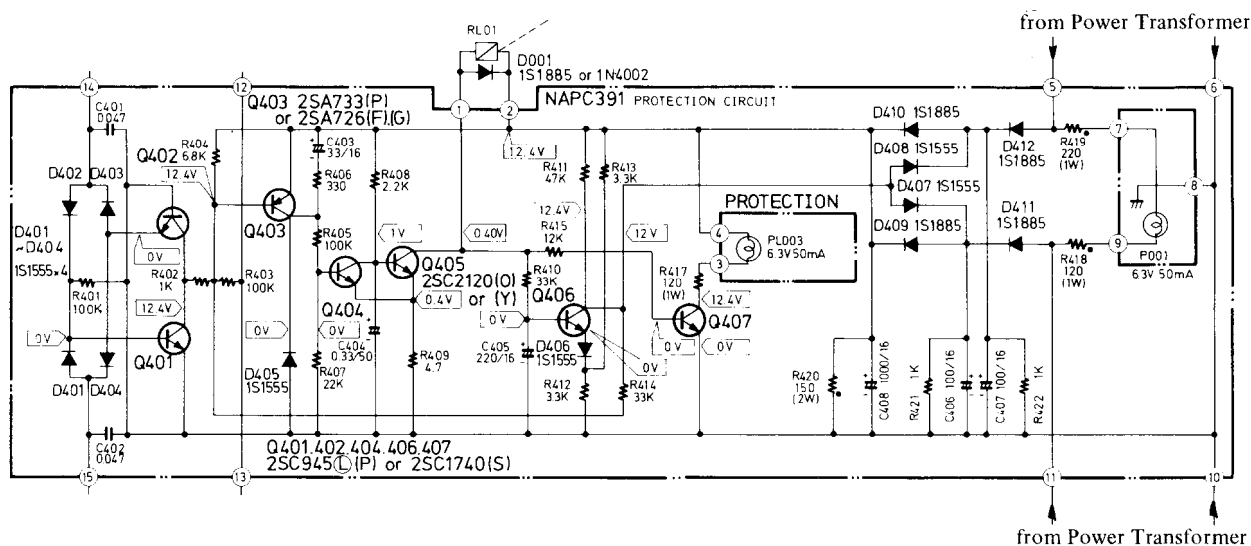 from Power Transformer
RL01
D001
1S1885 or 1N4002
14
12
1
2
5
6
C401
0.047
Q403 2SA733(P)
or 2SA726(F),(G)
NAPC391 PROTECTION CIRCUIT
R404
6.8K
Q402
12.4V
C403
33/16
R406
330
R408
2.2K
12.4V
R411
47K
R413
3.3K
D410 1S1885
D408 1S1555
D407 1S1555
D409 1S1885
D412
1S1885
R419
220
(1W)
7
8
D402
D403
D401
~D404
1S1555×4
0V
Q403
R405
100K
1V
0.40V
12.4V
R415
12K
12V
PROTECTION
4
3
PL003
6.3V 50mA
D411
1S1885
R418
120
(1W)
9
P001
6.3V 50mA
R401
100K
R402
1K
R403
100K
12.4V
0V
Q401
Q404
Q405
2SC2120(O)
or (Y)
0.4V
R410
33K
Q406
0V
R417
120
(1W)
12.4V
Q407
0V
0V
0V
D401
D404
0V
D405
1S1555
0V
R407
22K
C404
0.33/50
R409
4.7
C405
220/16
D406
1S1555
0V
R412
3.3K
R414
33K
R420
150
(2W)
C408 1000/16
R421 1K
C406 100/16
C407 100/16
R422 1K
C402
0.047
Q401.402.404.406.407
2SC945Ⓛ(P) or 2SC1740(S)
15
13
11
10
from Power Transformer